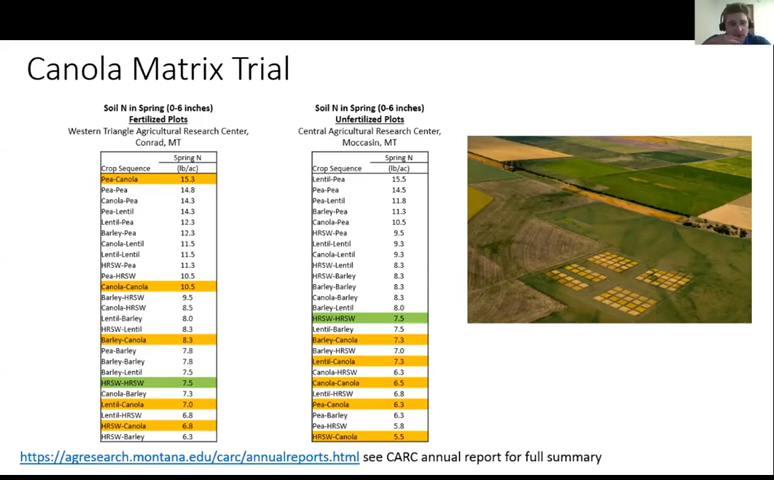 Canola Matrix Trial
Soil N in Spring (0-6 inches)
Fertilized Plots
Western Triangle Agricultural Research Center,
Conrad, MT
Spring N
Crop Sequence (lb/ac)
Pea-Canola 15.3
Pea-Pea 14.8
Canola-Pea 14.3
Pea-Lentil 14.3
Lentil-Pea 12.3
Barley-Pea 12.3
Canola-Lentil 11.5
Lentil-Lentil 11.5
HRSW-Pea 11.3
Pea-HRSW 10.5
Canola-Canola 10.5
Barley-HRSW 9.5
Canola-HRSW 8.5
Lentil-Barley 8.0
HRSW-Lentil 8.3
Barley-Canola 8.3
Pea-Barley 7.8
Barley-Barley 7.8
Barley-Lentil 7.5
HRSW-HRSW 7.5
Canola-Barley 7.3
Lentil-Canola 7.0
Lentil-HRSW 6.8
HRSW-Canola 6.8
HRSW-Barley 6.3
Soil N in Spring (0-6 inches)
Unfertilized Plots
Central Agricultural Research Center,
Moccasin, MT
Spring N
Crop Sequence (lb/ac)
Lentil-Pea 15.5
Pea-Pea 14.5
Pea-Lentil 11.8
Barley-Pea 11.3
Canola-Pea 10.5
HRSW-Pea 9.5
Lentil-Lentil 9.3
Canola-Lentil 9.3
HRSW-Lentil 8.3
HRSW-Barley 8.3
Barley-Barley 8.3
Canola-Barley 8.3
Barley-Lentil 8.0
HRSW-HRSW 7.5
Lentil-Barley 7.5
Barley-Canola 7.3
Barley-HRSW 7.0
Lentil-Canola 7.3
Canola-HRSW 6.3
Canola-Canola 6.5
Lentil-HRSW 6.8
Pea-Canola 6.3
Pea-Barley 6.3
Pea-HRSW 5.8
HRSW-Canola 5.5
https://agresearch.montana.edu/carc/annualreports.html see CARC annual report for full summary